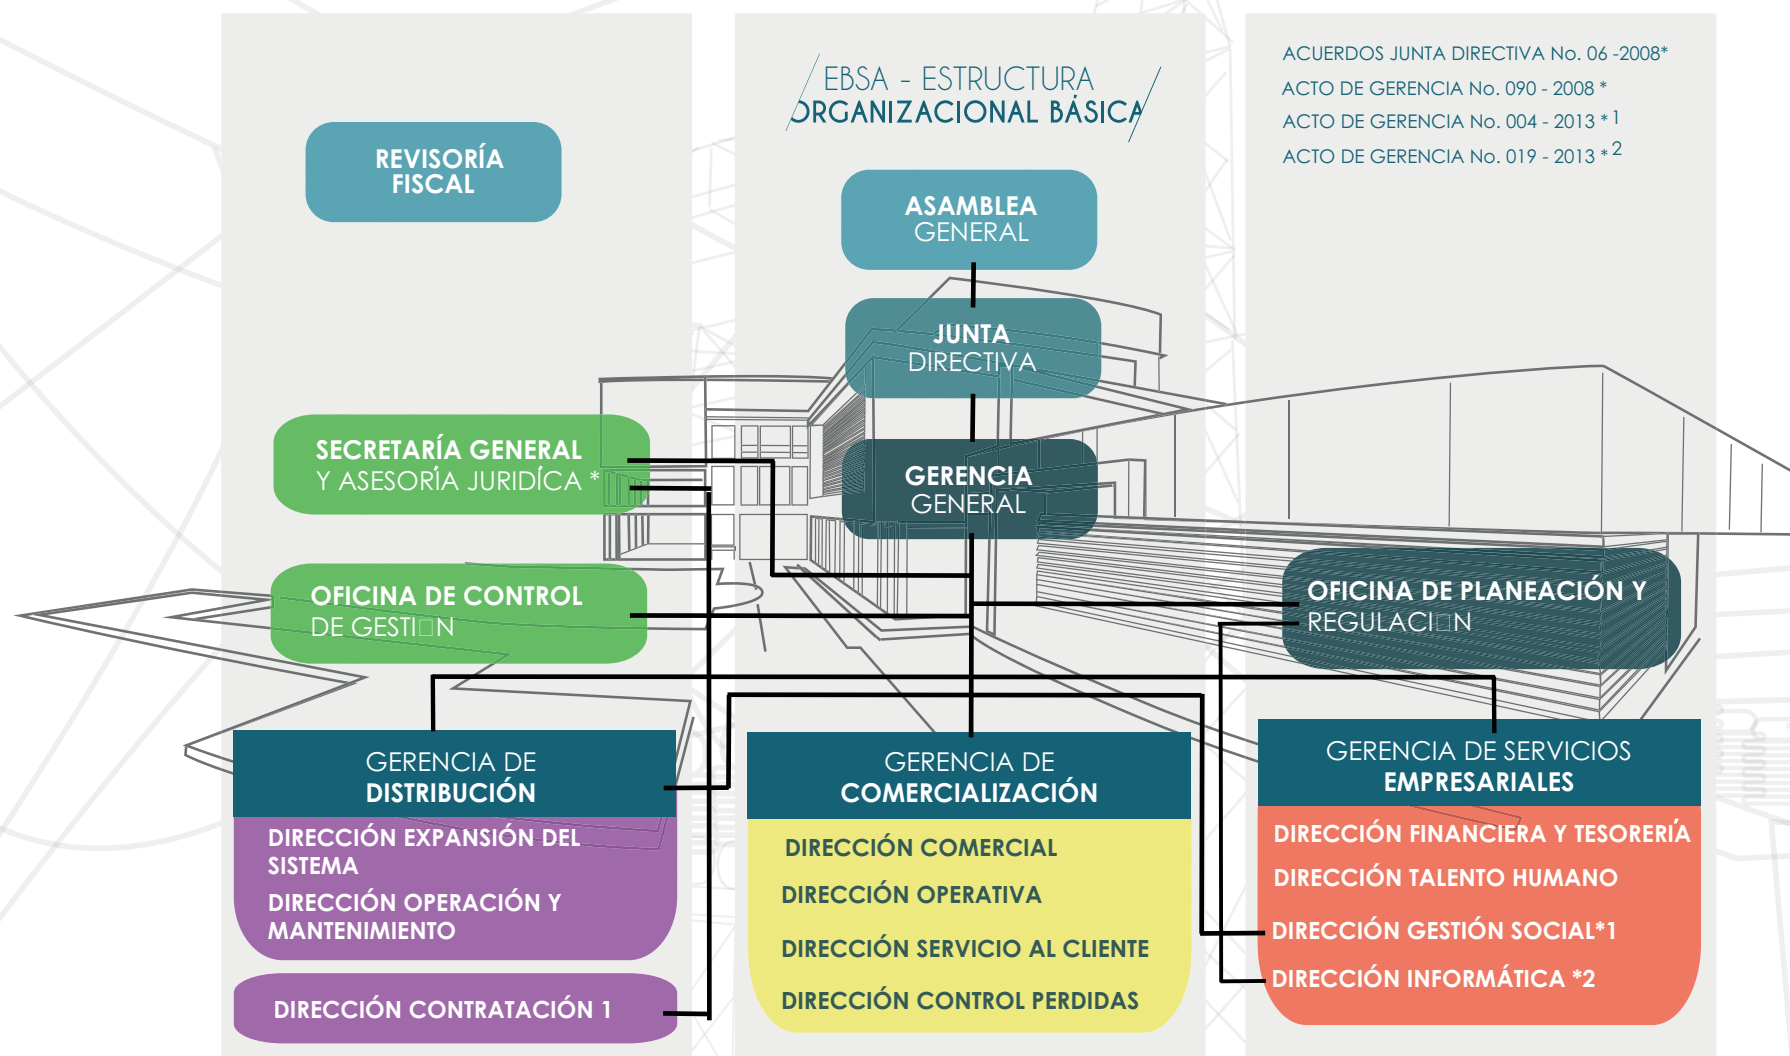 EBSA - ESTRUCTURA
ORGANIZACIONAL BÁSICA
ACUERDOS JUNTA DIRECTIVA No. 06 -2008*
ACTO DE GERENCIA No. 090 - 2008 *
ACTO DE GERENCIA No. 004 - 2013 * 1
ACTO DE GERENCIA No. 019 - 2013 * 2
REVISORÍA
FISCAL
ASAMBLEA
GENERAL
JUNTA
DIRECTIVA
SECRETARÍA GENERAL
Y ASESORÍA JURIDÍCA *
GERENCIA
GENERAL
OFICINA DE CONTROL
DE GESTI□N
OFICINA DE PLANEACIÓN Y
REGULACI□N
GERENCIA DE
DISTRIBUCIÓN
DIRECCIÓN EXPANSIÓN DEL
SISTEMA
DIRECCIÓN OPERACIÓN Y
MANTENIMIENTO
DIRECCIÓN CONTRATACIÓN 1
GERENCIA DE
COMERCIALIZACIÓN
DIRECCIÓN COMERCIAL
DIRECCIÓN OPERATIVA
DIRECCIÓN SERVICIO AL CLIENTE
DIRECCIÓN CONTROL PERDIDAS
GERENCIA DE SERVICIOS
EMPRESARIALES
DIRECCIÓN FINANCIERA Y TESORERÍA
DIRECCIÓN TALENTO HUMANO
DIRECCIÓN GESTIÓN SOCIAL*1
DIRECCIÓN INFORMÁTICA *2